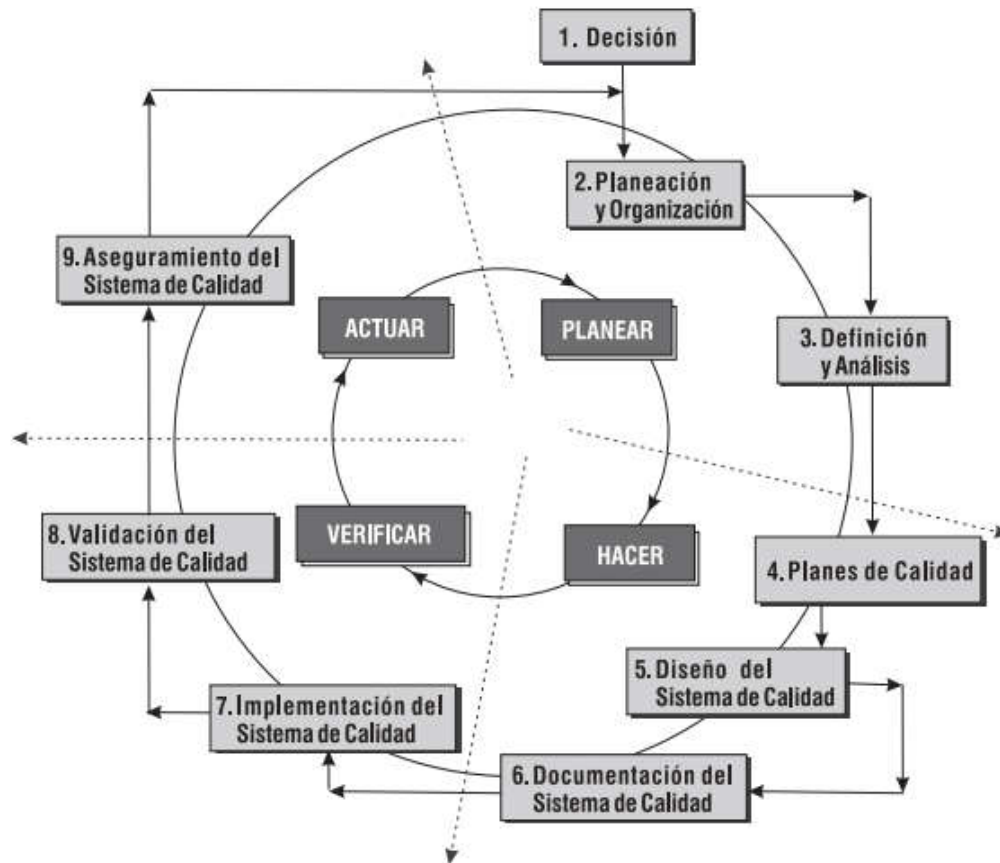 1. Decisión
2. Planeación
y Organización
3. Definición
y Análisis
4. Planes de Calidad
5. Diseño del
Sistema de Calidad
6. Documentación del
Sistema de Calidad
7. Implementación del
Sistema de Calidad
8. Validación del
Sistema de Calidad
9. Aseguramiento del
Sistema de Calidad
ACTUAR
PLANEAR
HACER
VERIFICAR